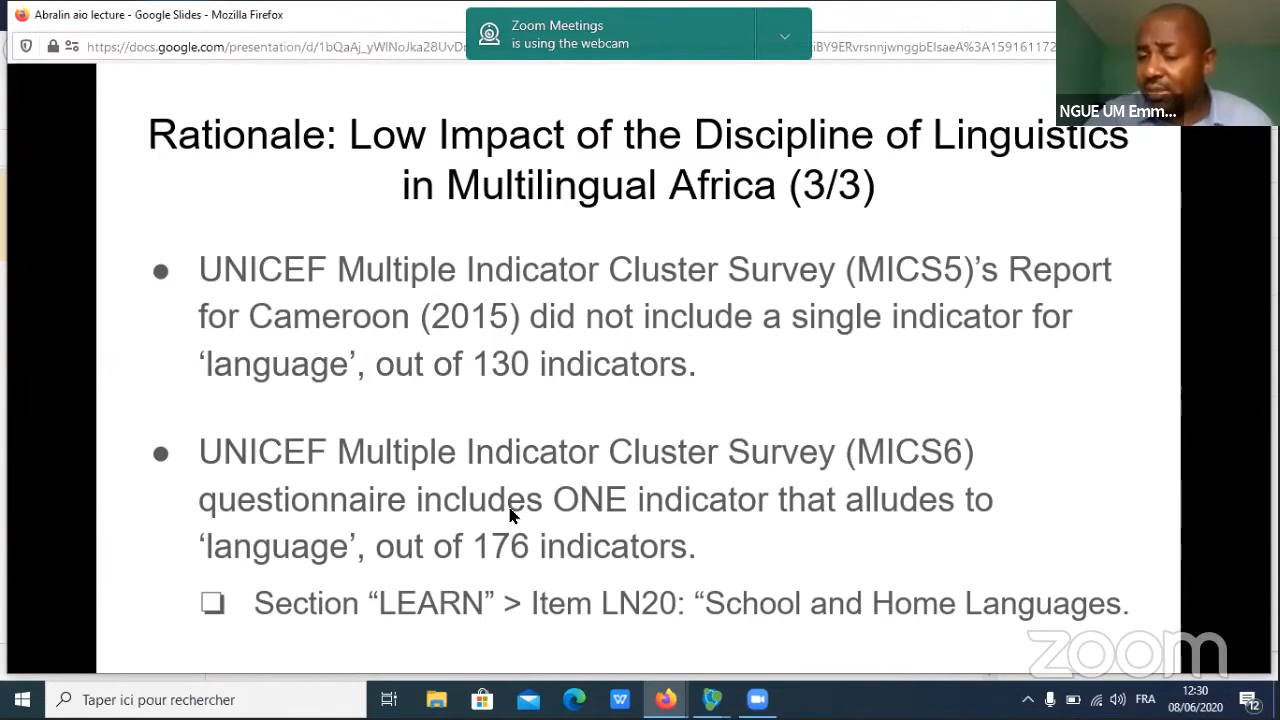 Abralin aio lecture - Google Slides - Mozilla Firefox
Zoom Meetings
is using the webcam
NGUE UM Emm...
Rationale: Low Impact of the Discipline of Linguistics
in Multilingual Africa (3/3)
● UNICEF Multiple Indicator Cluster Survey (MICS5)’s Report
for Cameroon (2015) did not include a single indicator for
‘language’, out of 130 indicators.
● UNICEF Multiple Indicator Cluster Survey (MICS6)
questionnaire includes ONE indicator that alludes to
‘language’, out of 176 indicators.
❏ Section “LEARN” > Item LN20: “School and Home Languages.
zoom
Taper ici pour rechercher
FRA
12:30
08/06/2020
12